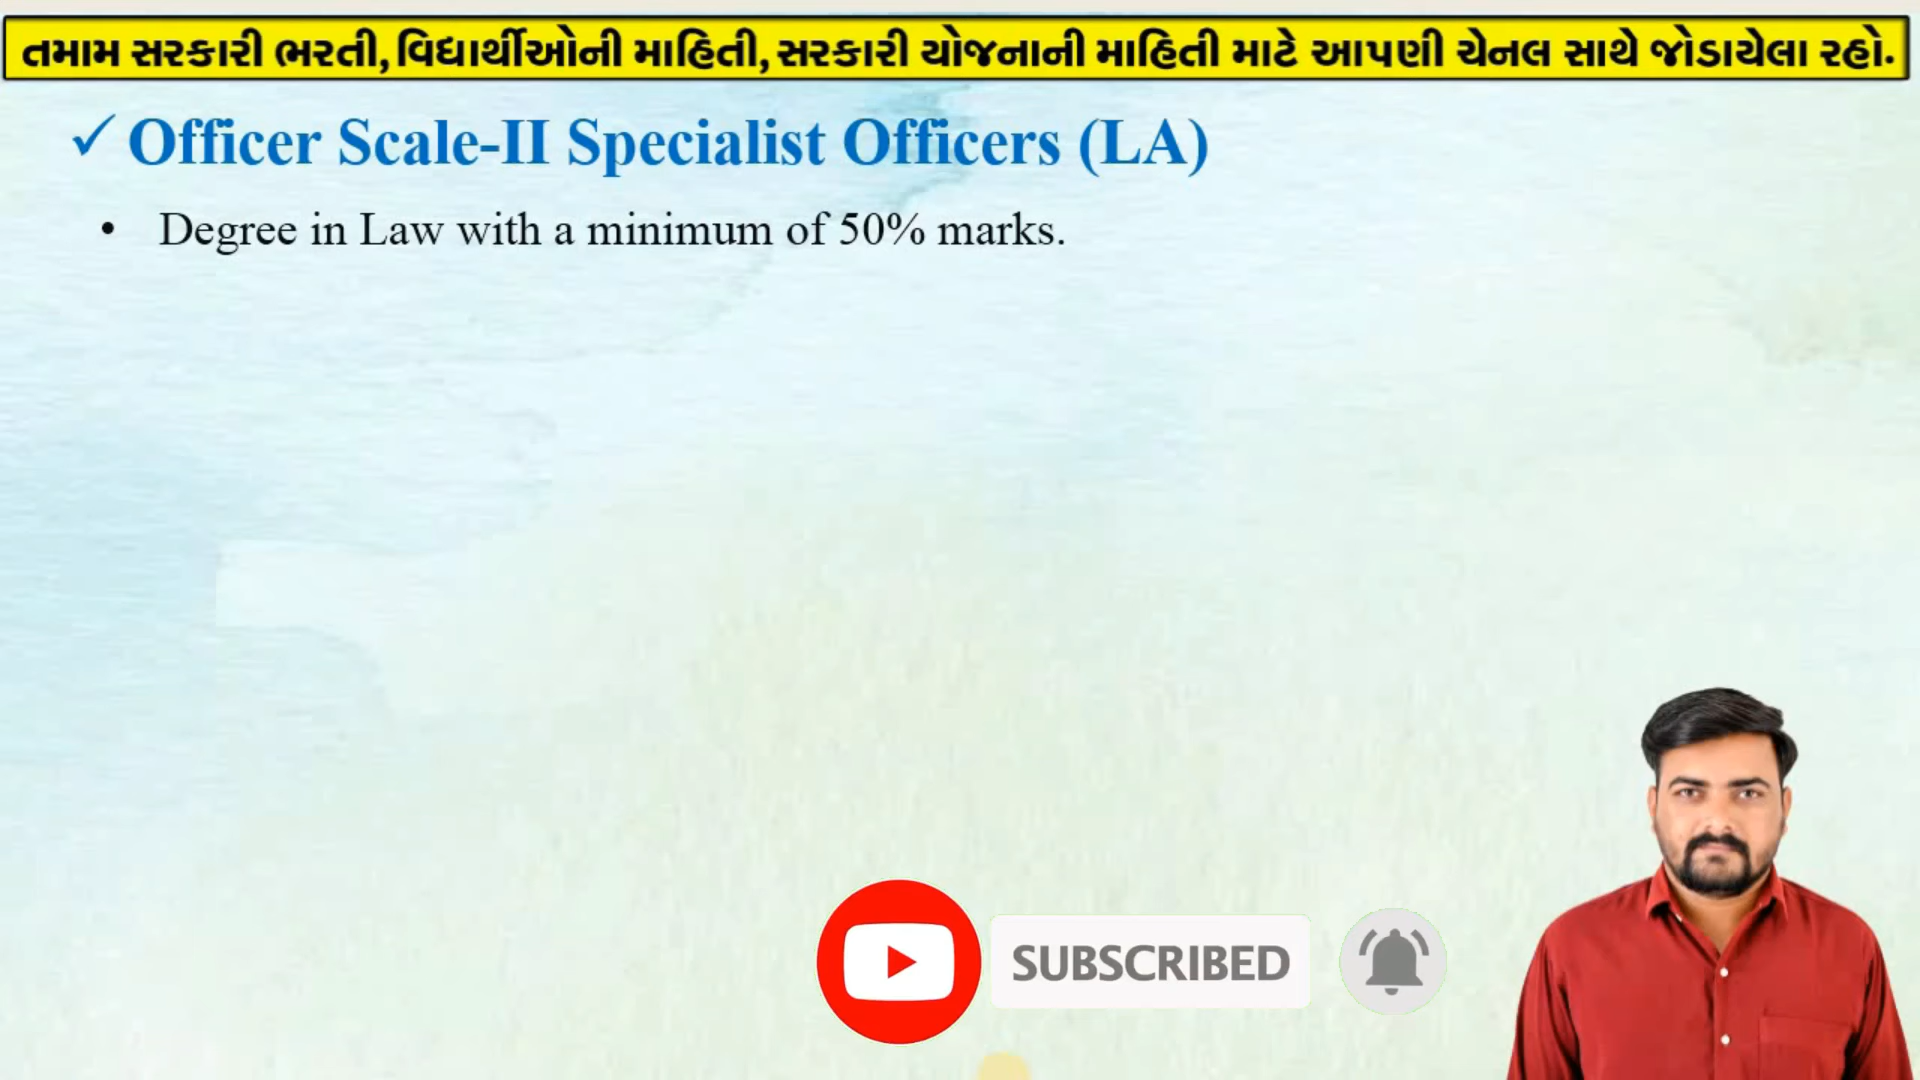 તમામ સરકારી ભરતી, વિદ્યાર્થીઓની માહિતી, સરકારી યોજનાની માહિતી માટે આપણી ચેનલ સાથે જોડાયેલા રહો.
✓ Officer Scale-II Specialist Officers (LA)
• Degree in Law with a minimum of 50% marks.
SUBSCRIBED